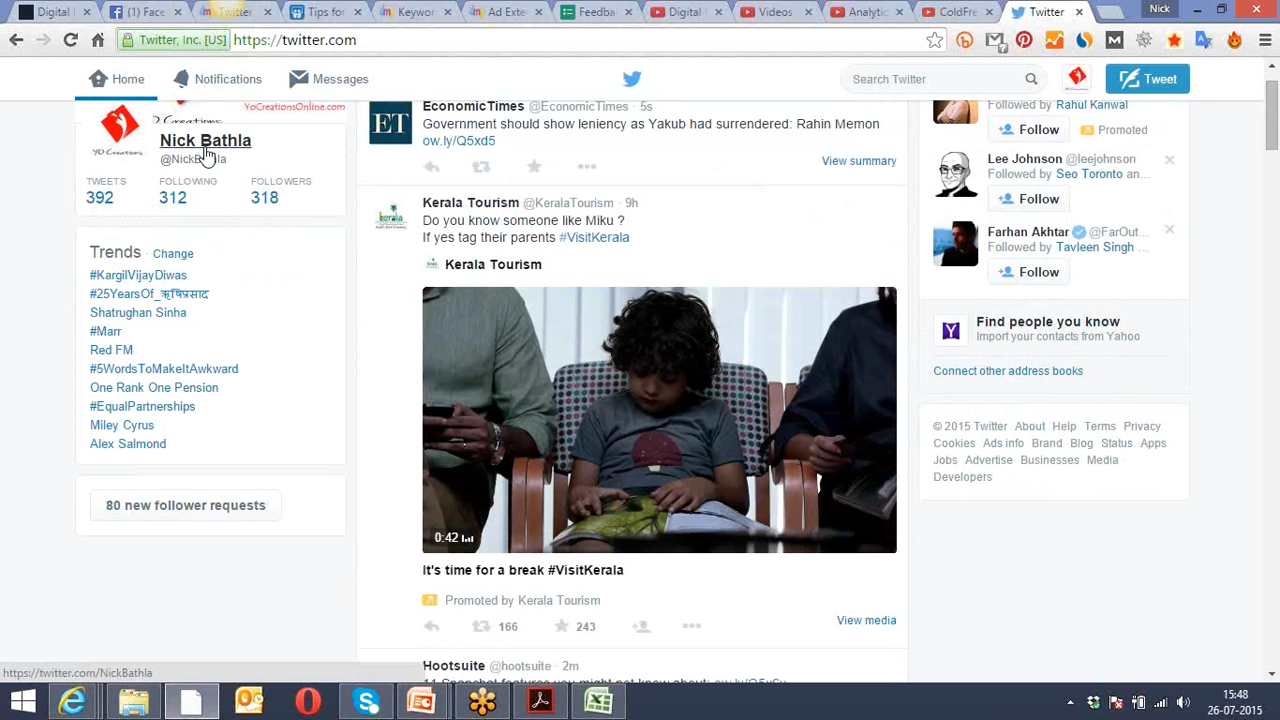 Digital I
Face
Tips for
Keywor
Ad Exte
Feedba
Digital
Videos
Analytic
ColdFre
Twitter
Nick
Twitter, Inc. [US]
https://twitter.com
Home
Notifications
Messages
Search Twitter
Tweet
YoCreationsOnline.com
YO Creations
Nick Bathla
TWEETS FOLLOWING FOLLOWERS
392 312 318
Trends · Change
#KargilVijayDiwas
#25YearsOf_ऋषिप्रसाद
Shatrughan Sinha
#Marr
Red FM
#5WordsToMakeItAwkward
One Rank One Pension
#EqualPartnerships
Miley Cyrus
Alex Salmond
80 new follower requests
ET
EconomicTimes @EconomicTimes · 5s
Government should show leniency as Yakub had surrendered: Rahin Memon
ow.ly/Q5xd5
View summary
kerala
Kerala Tourism @KeralaTourism · 9h
Do you know someone like Miku ?
If yes tag their parents #VisitKerala
Kerala Tourism
0:42
It's time for a break #VisitKerala
Promoted by Kerala Tourism
166 243
View media
Hootsuite @hootsuite · 2m
Followed by Rahul Kanwal
Follow Promoted
Lee Johnson @leejohnson
Followed by Seo Toronto an...
Follow
Farhan Akhtar @FarOut...
Followed by Tavleen Singh ...
Follow
Find people you know
Import your contacts from Yahoo
Connect other address books
© 2015 Twitter About Help Terms Privacy
Cookies Ads info Brand Blog Status Apps
Jobs Advertise Businesses Media
Developers
https://twitter.com/NickBathla
15:48
26-07-2015